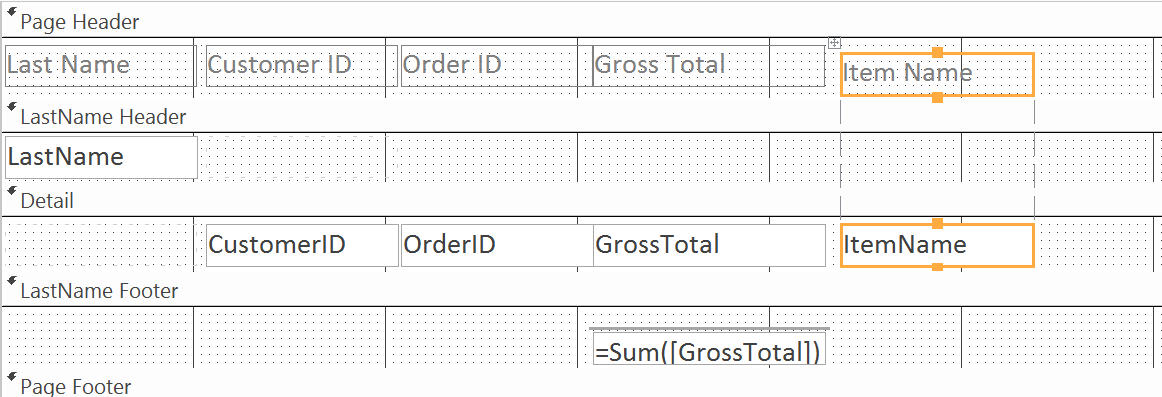 Page Header
Last Name Customer ID Order ID Gross Total Item Name
LastName Header
LastName
Detail
CustomerID OrderID GrossTotal ItemName
LastName Footer
=Sum([GrossTotal])
Page Footer